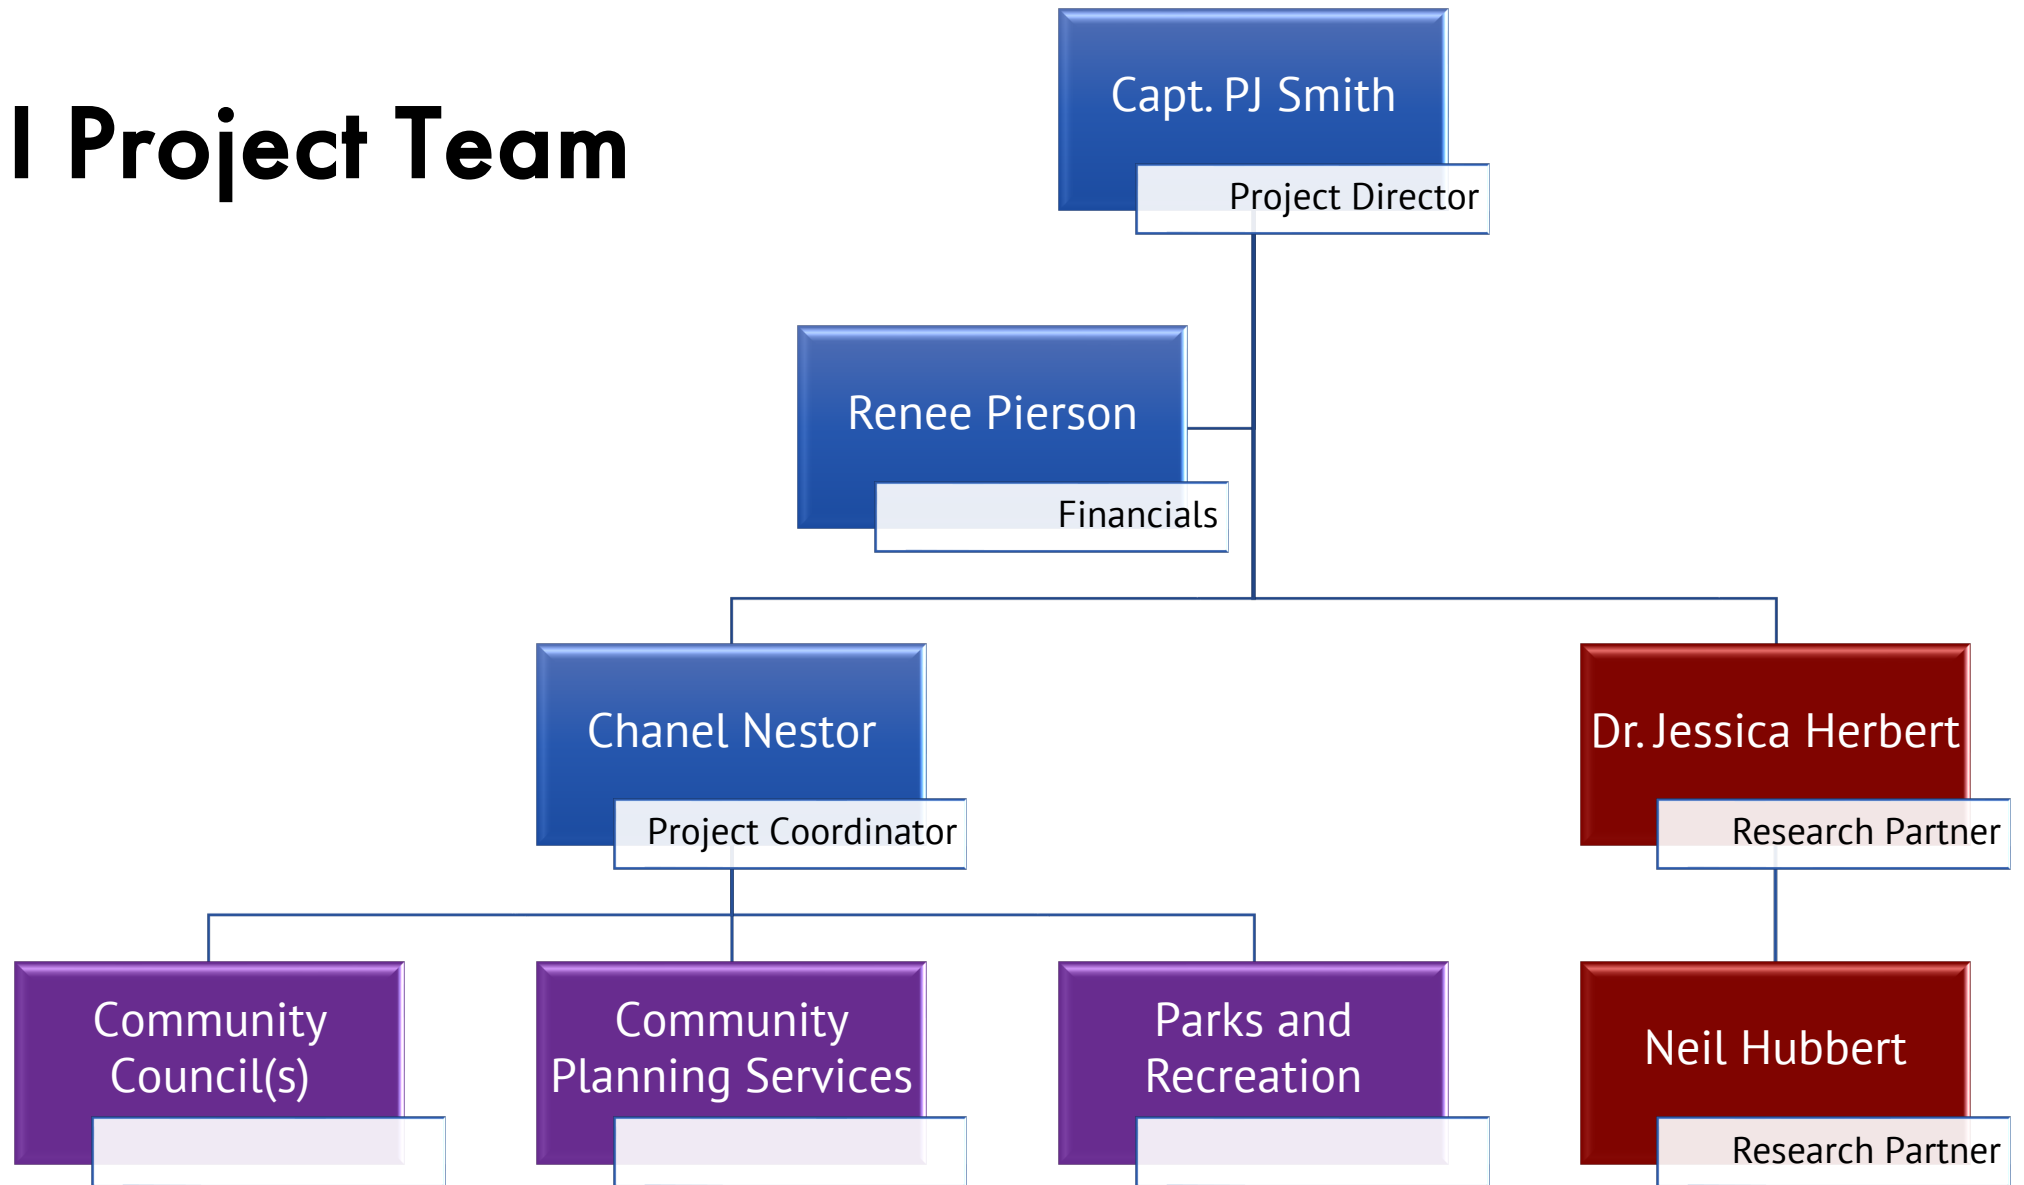 I Project Team
Capt. PJ Smith
Project Director
Renee Pierson
Financials
Chanel Nestor
Project Coordinator
Dr. Jessica Herbert
Research Partner
Community
Council(s)
Community
Planning Services
Parks and
Recreation
Neil Hubbert
Research Partner